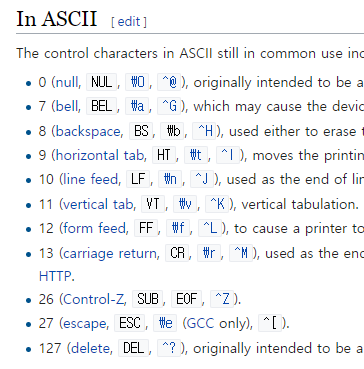 In ASCII [edit]
The control characters in ASCII still in common use inc
0 (null, NUL, ₩0, ^@), originally intended to be a
7 (bell, BEL, ₩a, ^G), which may cause the devic
8 (backspace, BS, ₩b, ^H), used either to erase t
9 (horizontal tab, HT, ₩t, ^I), moves the printin
10 (line feed, LF, ₩n, ^J), used as the end of lin
11 (vertical tab, VT, ₩v, ^K), vertical tabulation.
12 (form feed, FF, ₩f, ^L), to cause a printer to
13 (carriage return, CR, ₩r, ^M), used as the end
HTTP.
26 (Control-Z, SUB, EOF, ^Z).
27 (escape, ESC, ₩e (GCC only), ^[).
127 (delete, DEL, ^?), originally intended to be a